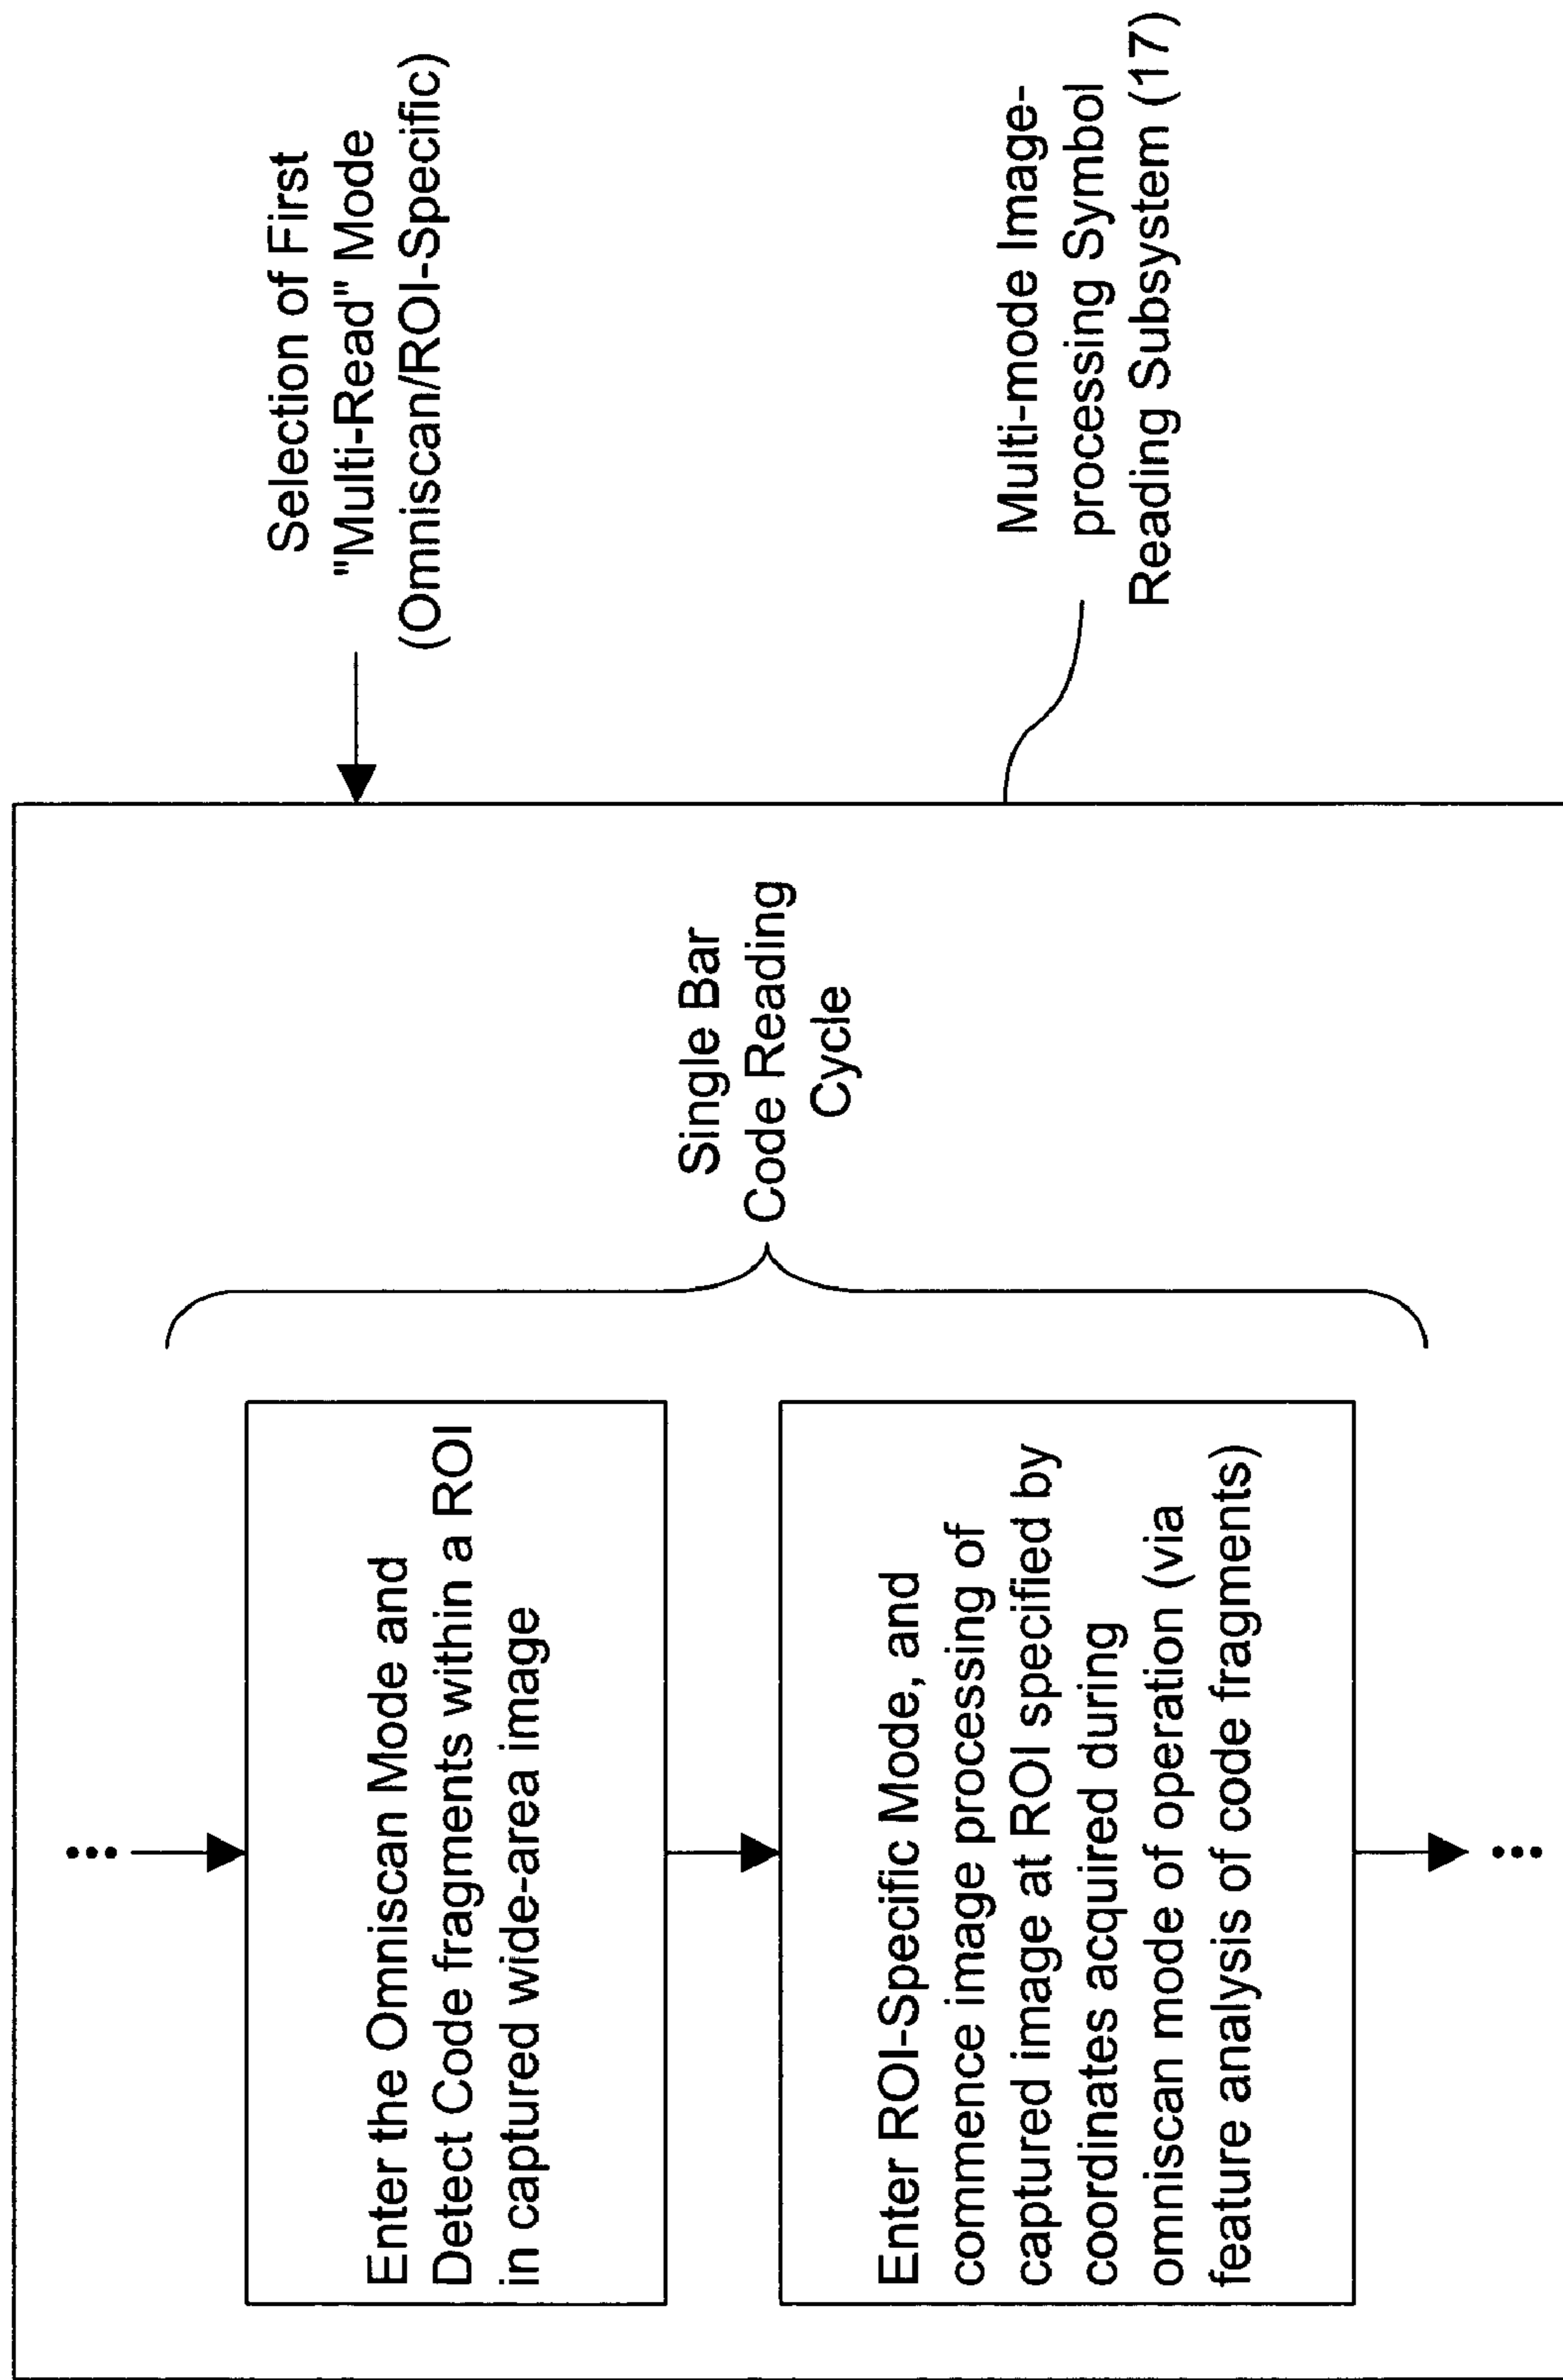 Enter the Omniscan Mode and
Detect Code fragments within a ROI
in captured wide-area image
Enter ROI-Specific Mode, and
commence image processing of
captured image at ROI specified by
coordinates acquired during
omniscan mode of operation (via
feature analysis of code fragments)
Single Bar
Code Reading
Cycle
Selection of First
"Multi-Read" Mode
(Omniscan/ROI-Specific)
Multi-mode Image-
processing Symbol
Reading Subsystem (17)